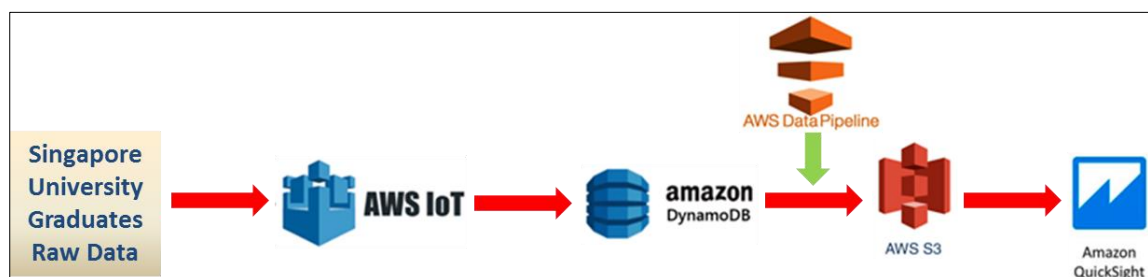 Singapore
University
Graduates
Raw Data
AWS IoT
amazon
DynamoDB
AWS Data Pipeline
AWS S3
Amazon
QuickSight